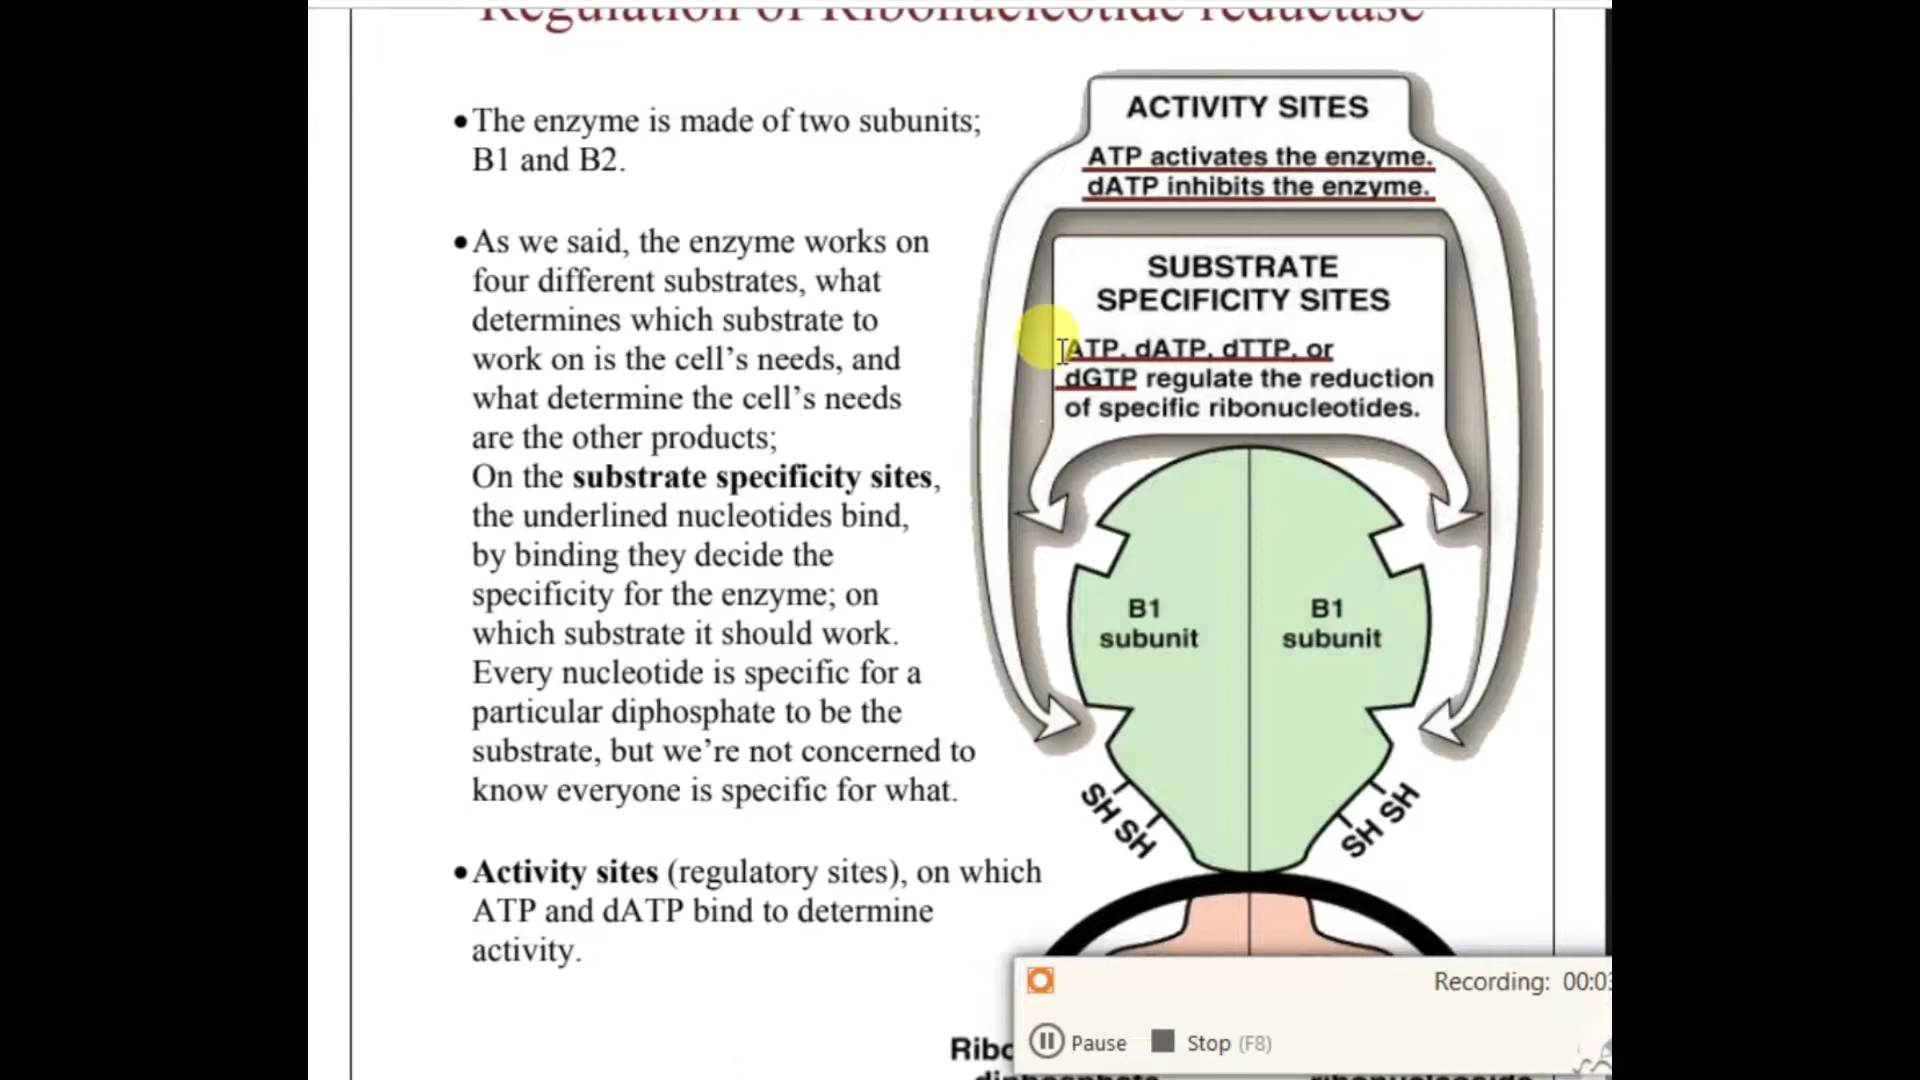 Regulation of Ribonucleotide reductase
•The enzyme is made of two subunits;
B1 and B2.
•As we said, the enzyme works on
four different substrates, what
determines which substrate to
work on is the cell’s needs, and
what determine the cell’s needs
are the other products;
On the substrate specificity sites,
the underlined nucleotides bind,
by binding they decide the
specificity for the enzyme; on
which substrate it should work.
Every nucleotide is specific for a
particular diphosphate to be the
substrate, but we’re not concerned to
know everyone is specific for what.
•Activity sites (regulatory sites), on which
ATP and dATP bind to determine
activity.
ACTIVITY SITES
ATP activates the enzyme.
dATP inhibits the enzyme.
SUBSTRATE
SPECIFICITY SITES
ATP, dATP, dTTP, or
dGTP regulate the reduction
of specific ribonucleotides.
B1
subunit
B1
subunit
SH SH
SH SH
Recording: 00:03
Pause
Stop (F8)